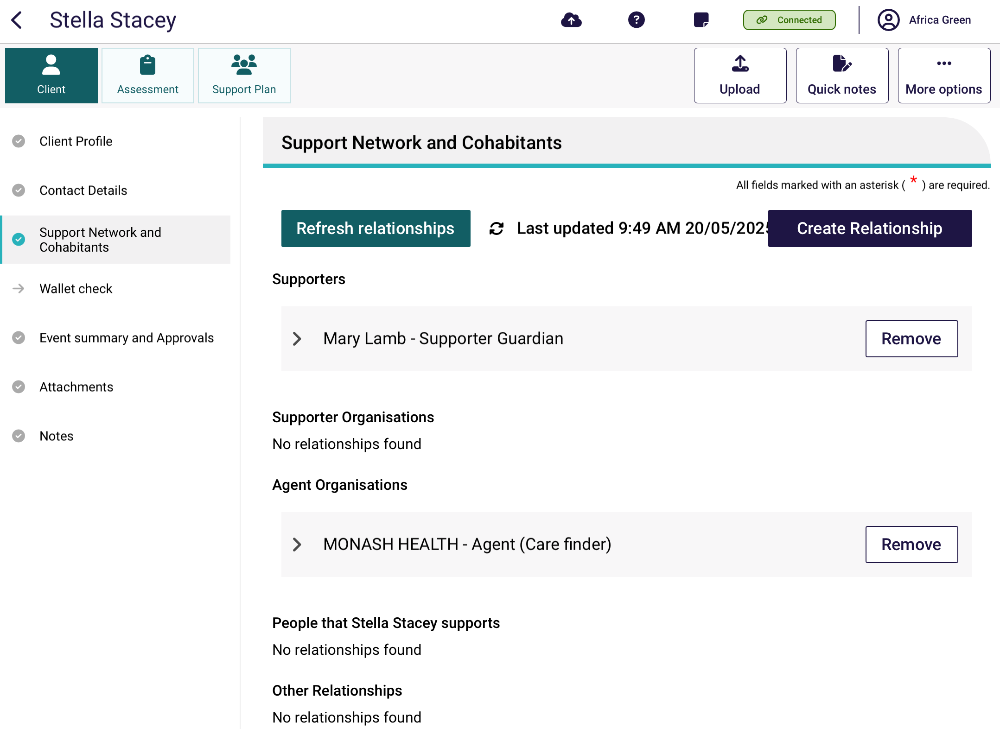 Stella Stacey
Connected
Africa Green
Client
Assessment
Support Plan
Upload
Quick notes
More options
Client Profile
Contact Details
Support Network and
Cohabitants
Wallet check
Event summary and Approvals
Attachments
Notes
Support Network and Cohabitants
All fields marked with an asterisk ( * ) are required.
Refresh relationships
Last updated 9:49 AM 20/05/2025
Create Relationship
Supporters
Mary Lamb - Supporter Guardian
Remove
Supporter Organisations
No relationships found
Agent Organisations
MONASH HEALTH - Agent (Care finder)
Remove
People that Stella Stacey supports
No relationships found
Other Relationships
No relationships found